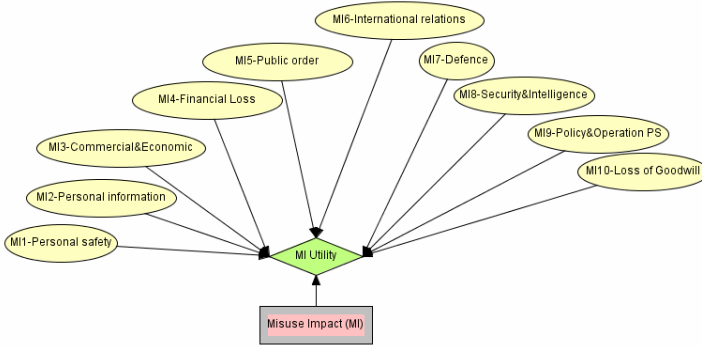 MI6-International relations
MI5-Public order
MI7-Defence
MI4-Financial Loss
MI8-Security&Intelligence
MI3-Commercial&Economic
MI9-Policy&Operation PS
MI10-Loss of Goodwill
MI2-Personal information
MI1-Personal safety
MI Utility
Misuse Impact (MI)